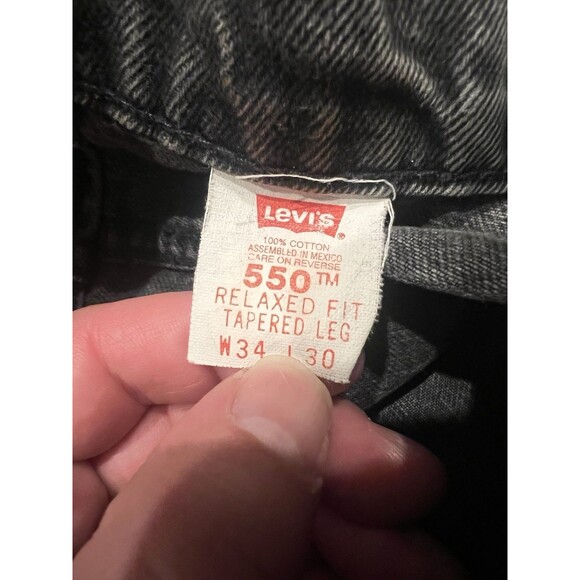 Levi's
®
100% COTTON
ASSEMBLED IN MEXICO
CARE ON REVERSE
550™
RELAXED FIT
TAPERED LEG
W34 L30